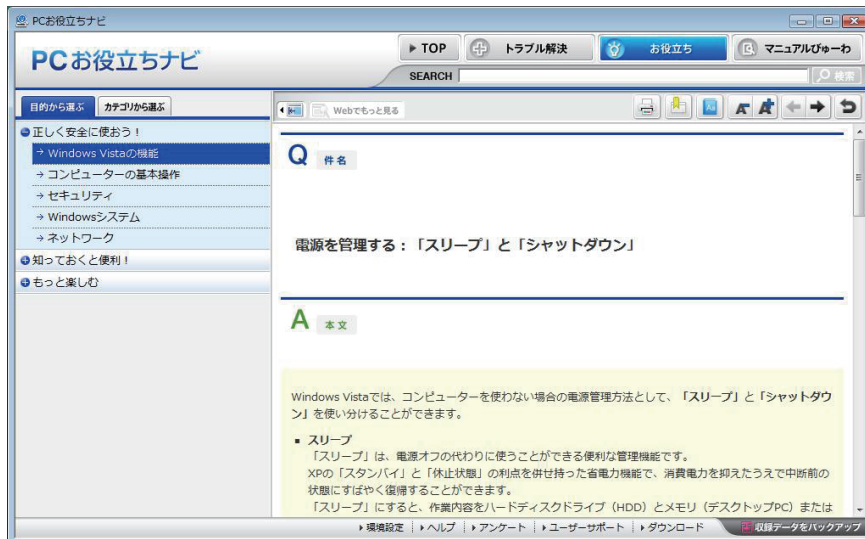 PCお役立ちナビ
PCお役立ちナビ
TOP
トラブル解決
お役立ち
マニュアルびゅーわ
SEARCH
検索
目的から選ぶ
カテゴリから選ぶ
Webでもっと見る
正しく安全に使おう！
→ Windows Vistaの機能
→ コンピューターの基本操作
→ セキュリティ
→ Windowsシステム
→ ネットワーク
知っておくと便利！
もっと楽しむ
Q 件名
電源を管理する：「スリープ」と「シャットダウン」
A 本文
Windows Vistaでは、コンピューターを使わない場合の電源管理方法として、「スリープ」と「シャットダウ
ン」を使い分けることができます。
■ スリープ
「スリープ」は、電源オフの代わりに使うことができる便利な管理機能です。
XPの「スタンバイ」と「休止状態」の利点を併せ持った省電力機能で、消費電力を抑えたうえで中断前の
状態にすばやく復帰することができます。
「スリープ」にすると、作業内容をハードディスクドライブ（HDD）とメモリ（デスクトップPC）または
環境設定
ヘルプ
アンケート
ユーザーサポート
ダウンロード
収録データをバックアップ